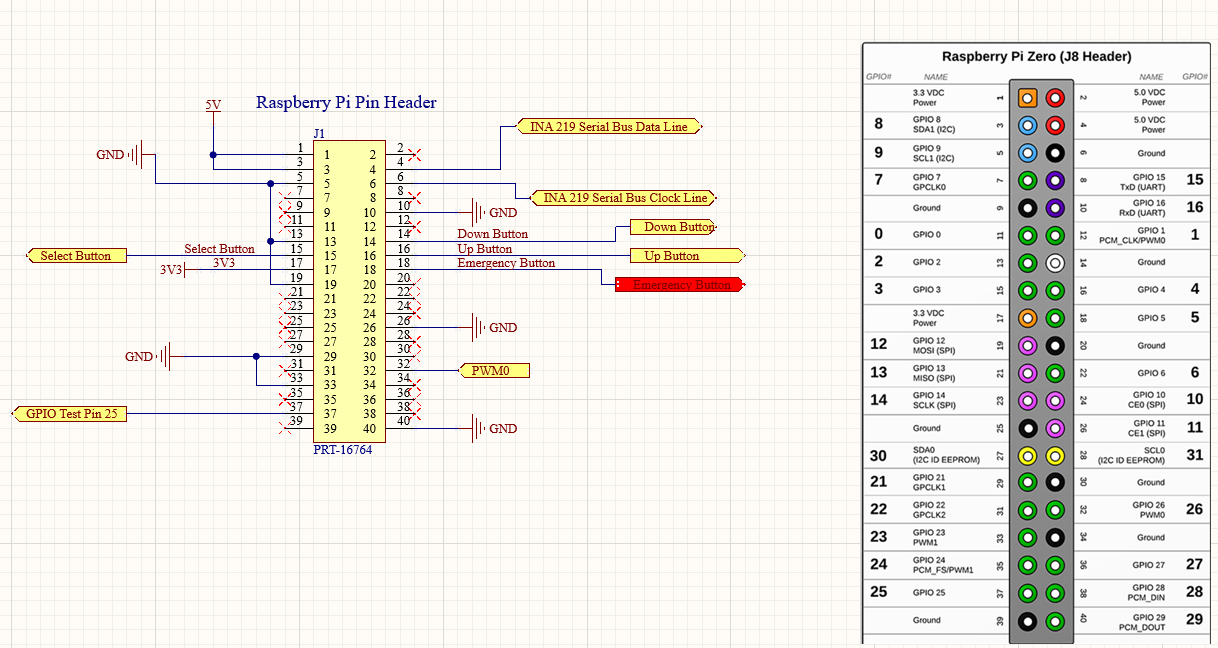 Raspberry Pi Pin Header
5V
J1
INA 219 Serial Bus Data Line
GND
1 1 2 2
3 3 4 4
5 5 6 6
7 7 8 8
INA 219 Serial Bus Clock Line
9 9 10 10 GND
11 11 12 12
Down Button Down Button
13 13 14 14
Select Button Select Button 15 15 16 16 Up Button Up Button
3V3 3V3 17 17 18 18 Emergency Button
19 19 20 20 Emergency Button
21 21 22 22
23 23 24 24
25 25 26 26 GND
27 27 28 28
GND 29 29 30 30
31 31 32 32 PWM0
33 33 34 34
35 35 36 36
GPIO Test Pin 25 37 37 38 38
39 39 40 40 GND
PRT-16764
Raspberry Pi Zero (J8 Header)
GPIO# NAME NAME GPIO#
3.3 VDC
Power 1 2 5.0 VDC
Power
8 GPIO 8
SDA1 (I2C) 3 4 5.0 VDC
Power
9 GPIO 9
SCL1 (I2C) 5 6 Ground
7 GPIO 7
GPCLK0 7 8 GPIO 15
TxD (UART) 15
Ground 9 10 GPIO 16
RxD (UART) 16
0 GPIO 0 11 12 GPIO 1
PCM_CLK/PWM0 1
2 GPIO 2 13 14 Ground
3 GPIO 3 15 16 GPIO 4 4
3.3 VDC
Power 17 18 GPIO 5 5
12 GPIO 12
MOSI (SPI) 19 20 Ground
13 GPIO 13
MISO (SPI) 21 22 GPIO 6 6
14 GPIO 14
SCLK (SPI) 23 24 GPIO 10
CE0 (SPI) 10
Ground 25 26 GPIO 11
CE1 (SPI) 11
30 SDA0
(I2C ID EEPROM) 27 28 SCL0
(I2C ID EEPROM) 31
21 GPIO 21
GPCLK1 29 30 Ground
22 GPIO 22
GPCLK2 31 32 GPIO 26
PWM0 26
23 GPIO 23
PWM1 33 34 Ground
24 GPIO 24
PCM_FS/PWM1 35 36 GPIO 27 27
25 GPIO 25 37 38 GPIO 28
PCM_DIN 28
Ground 39 40 GPIO 29
PCM_DOUT 29